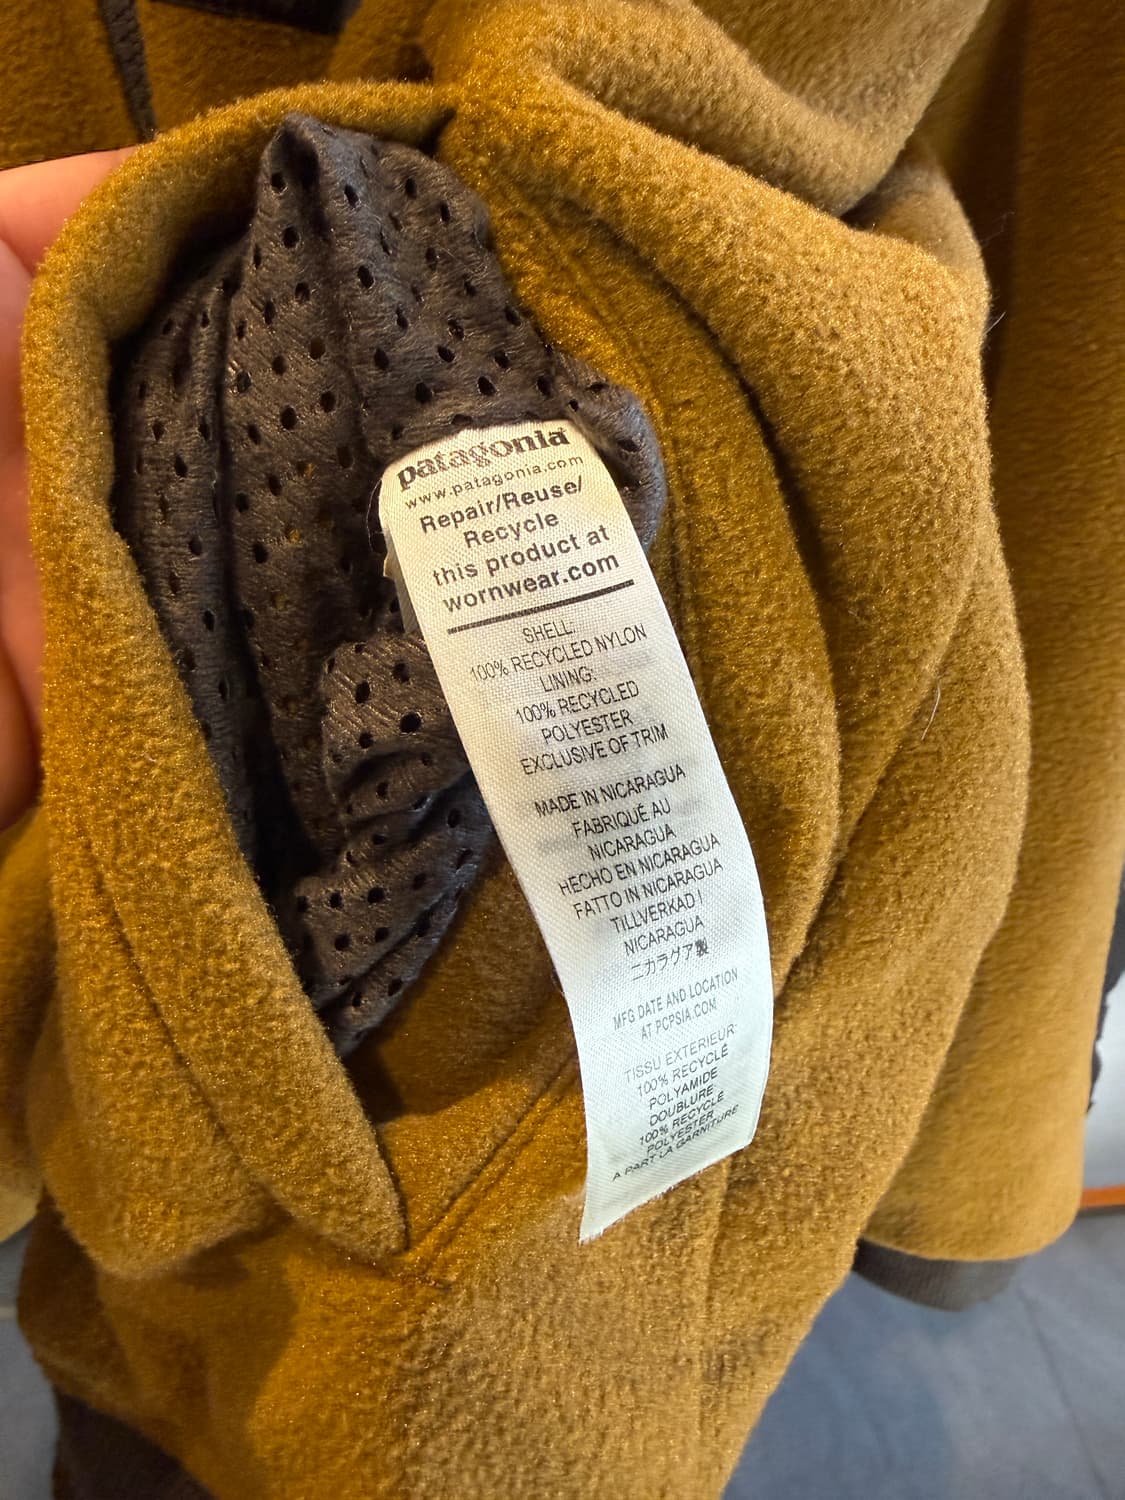 patagonia
www.patagonia.com
Repair/Reuse/
Recycle
this product at
wornwear.com
SHELL:
100% RECYCLED NYLON
LINING:
100% RECYCLED
POLYESTER
EXCLUSIVE OF TRIM
MADE IN NICARAGUA
FABRIQUÉ AU
NICARAGUA
HECHO EN NICARAGUA
FATTO IN NICARAGUA
TILLVERKAD I
NICARAGUA
ニカラグア製
MFG DATE AND LOCATION
AT PCPSIA.COM
TISSU EXTERIEUR:
100% RECYCLÉ
POLYAMIDE
DOUBLURE
100% RECYCLÉ
POLYESTER
A PART LA GARNITURE